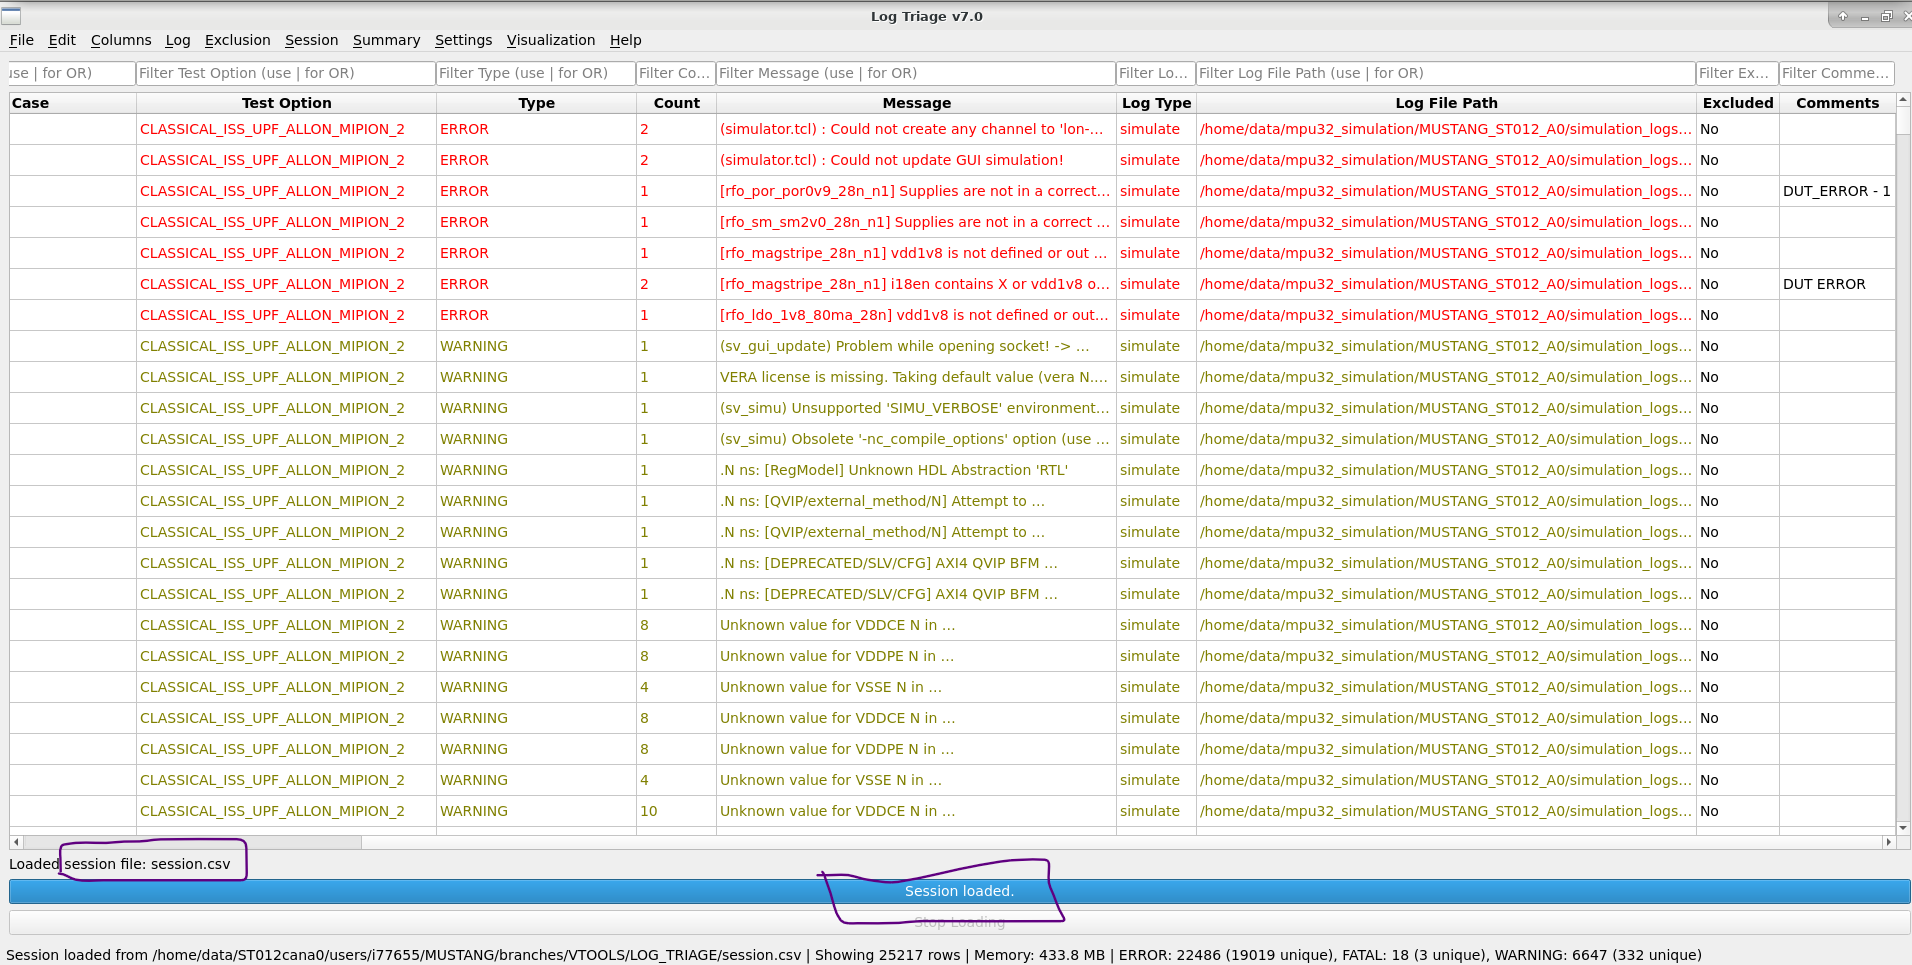 Log Triage v7.0
File Edit Columns Log Exclusion Session Summary Settings Visualization Help
use | for OR) Filter Test Option (use | for OR) Filter Type (use | for OR) Filter Co... Filter Message (use | for OR) Filter Lo... Filter Log File Path (use | for OR) Filter Ex... Filter Comme...
Case Test Option Type Count Message Log Type Log File Path Excluded Comments
CLASSICAL_ISS_UPF_ALLON_MIPION_2 ERROR 2 (simulator.tcl) : Could not create any channel to 'lon-... simulate /home/data/mpu32_simulation/MUSTANG_ST012_A0/simulation_logs... No
CLASSICAL_ISS_UPF_ALLON_MIPION_2 ERROR 2 (simulator.tcl) : Could not update GUI simulation! simulate /home/data/mpu32_simulation/MUSTANG_ST012_A0/simulation_logs... No
CLASSICAL_ISS_UPF_ALLON_MIPION_2 ERROR 1 [rfo_por_por0v9_28n_n1] Supplies are not in a correct... simulate /home/data/mpu32_simulation/MUSTANG_ST012_A0/simulation_logs... No DUT_ERROR - 1
CLASSICAL_ISS_UPF_ALLON_MIPION_2 ERROR 1 [rfo_sm_sm2v0_28n_n1] Supplies are not in a correct ... simulate /home/data/mpu32_simulation/MUSTANG_ST012_A0/simulation_logs... No
CLASSICAL_ISS_UPF_ALLON_MIPION_2 ERROR 1 [rfo_magstripe_28n_n1] vdd1v8 is not defined or out ... simulate /home/data/mpu32_simulation/MUSTANG_ST012_A0/simulation_logs... No
CLASSICAL_ISS_UPF_ALLON_MIPION_2 ERROR 2 [rfo_magstripe_28n_n1] i18en contains X or vdd1v8 o... simulate /home/data/mpu32_simulation/MUSTANG_ST012_A0/simulation_logs... No DUT ERROR
CLASSICAL_ISS_UPF_ALLON_MIPION_2 ERROR 1 [rfo_ldo_1v8_80ma_28n] vdd1v8 is not defined or out... simulate /home/data/mpu32_simulation/MUSTANG_ST012_A0/simulation_logs... No
CLASSICAL_ISS_UPF_ALLON_MIPION_2 WARNING 1 (sv_gui_update) Problem while opening socket! -> ... simulate /home/data/mpu32_simulation/MUSTANG_ST012_A0/simulation_logs... No
CLASSICAL_ISS_UPF_ALLON_MIPION_2 WARNING 1 VERA license is missing. Taking default value (vera N.... simulate /home/data/mpu32_simulation/MUSTANG_ST012_A0/simulation_logs... No
CLASSICAL_ISS_UPF_ALLON_MIPION_2 WARNING 1 (sv_simu) Unsupported 'SIMU_VERBOSE' environment... simulate /home/data/mpu32_simulation/MUSTANG_ST012_A0/simulation_logs... No
CLASSICAL_ISS_UPF_ALLON_MIPION_2 WARNING 1 (sv_simu) Obsolete '-nc_compile_options' option (use ... simulate /home/data/mpu32_simulation/MUSTANG_ST012_A0/simulation_logs... No
CLASSICAL_ISS_UPF_ALLON_MIPION_2 WARNING 1 .N ns: [RegModel] Unknown HDL Abstraction 'RTL' simulate /home/data/mpu32_simulation/MUSTANG_ST012_A0/simulation_logs... No
CLASSICAL_ISS_UPF_ALLON_MIPION_2 WARNING 1 .N ns: [QVIP/external_method/N] Attempt to ... simulate /home/data/mpu32_simulation/MUSTANG_ST012_A0/simulation_logs... No
CLASSICAL_ISS_UPF_ALLON_MIPION_2 WARNING 1 .N ns: [QVIP/external_method/N] Attempt to ... simulate /home/data/mpu32_simulation/MUSTANG_ST012_A0/simulation_logs... No
CLASSICAL_ISS_UPF_ALLON_MIPION_2 WARNING 1 .N ns: [DEPRECATED/SLV/CFG] AXI4 QVIP BFM ... simulate /home/data/mpu32_simulation/MUSTANG_ST012_A0/simulation_logs... No
CLASSICAL_ISS_UPF_ALLON_MIPION_2 WARNING 1 .N ns: [DEPRECATED/SLV/CFG] AXI4 QVIP BFM ... simulate /home/data/mpu32_simulation/MUSTANG_ST012_A0/simulation_logs... No
CLASSICAL_ISS_UPF_ALLON_MIPION_2 WARNING 8 Unknown value for VDDCE N in ... simulate /home/data/mpu32_simulation/MUSTANG_ST012_A0/simulation_logs... No
CLASSICAL_ISS_UPF_ALLON_MIPION_2 WARNING 8 Unknown value for VDDPE N in ... simulate /home/data/mpu32_simulation/MUSTANG_ST012_A0/simulation_logs... No
CLASSICAL_ISS_UPF_ALLON_MIPION_2 WARNING 4 Unknown value for VSSE N in ... simulate /home/data/mpu32_simulation/MUSTANG_ST012_A0/simulation_logs... No
CLASSICAL_ISS_UPF_ALLON_MIPION_2 WARNING 8 Unknown value for VDDCE N in ... simulate /home/data/mpu32_simulation/MUSTANG_ST012_A0/simulation_logs... No
CLASSICAL_ISS_UPF_ALLON_MIPION_2 WARNING 8 Unknown value for VDDPE N in ... simulate /home/data/mpu32_simulation/MUSTANG_ST012_A0/simulation_logs... No
CLASSICAL_ISS_UPF_ALLON_MIPION_2 WARNING 4 Unknown value for VSSE N in ... simulate /home/data/mpu32_simulation/MUSTANG_ST012_A0/simulation_logs... No
CLASSICAL_ISS_UPF_ALLON_MIPION_2 WARNING 10 Unknown value for VDDCE N in ... simulate /home/data/mpu32_simulation/MUSTANG_ST012_A0/simulation_logs... No
Loaded session file: session.csv
Session loaded.
Stop Loading
Session loaded from /home/data/ST012cana0/users/i77655/MUSTANG/branches/VTOOLS/LOG_TRIAGE/session.csv | Showing 25217 rows | Memory: 433.8 MB | ERROR: 22486 (19019 unique), FATAL: 18 (3 unique), WARNING: 6647 (332 unique)